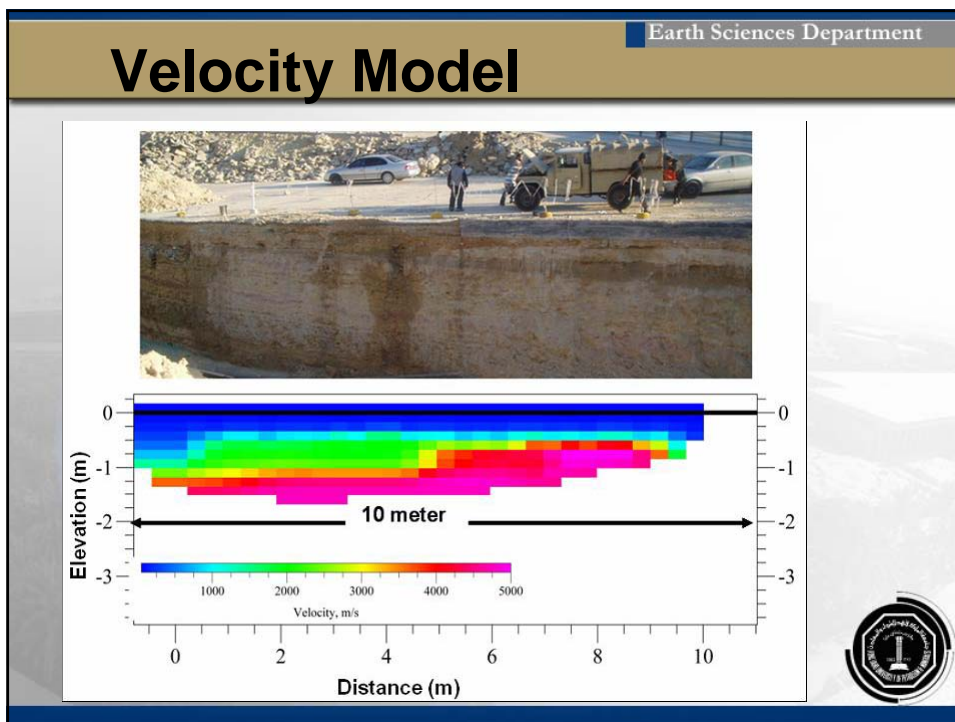 Earth Sciences Department
Velocity Model
0
0
-1
-1
10 meter
-2
-2
-3
-3
Elevation (m)
1000 2000 3000 4000 5000
Velocity, m/s
0 2 4 6 8 10
Distance (m)